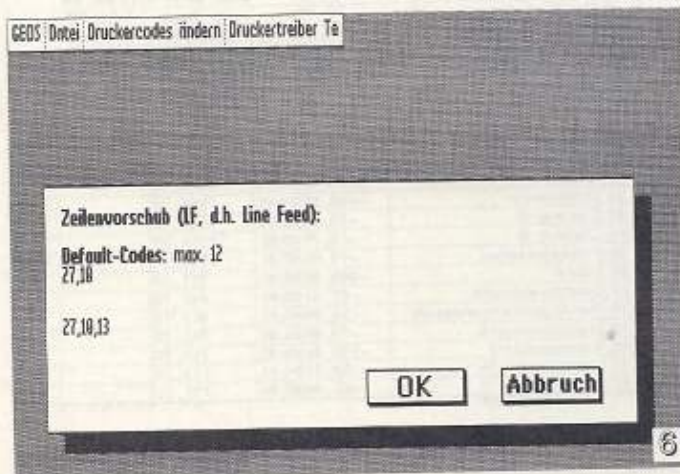 GEOS Datei Druckercodes ändern Druckertreiber Te
Zeilenvorschub (LF, d.h. Line Feed):
Default-Codes: max. 12
27,10
27,10,13
OK Abbruch
6